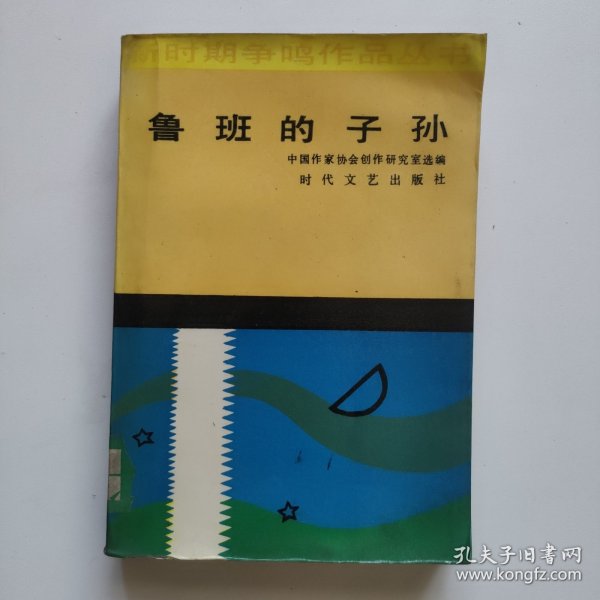 新时期争鸣作品丛书
鲁班的子孙
中国作家协会创作研究室选编
时代文艺出版社
孔夫子旧书网
www.kongfz.com